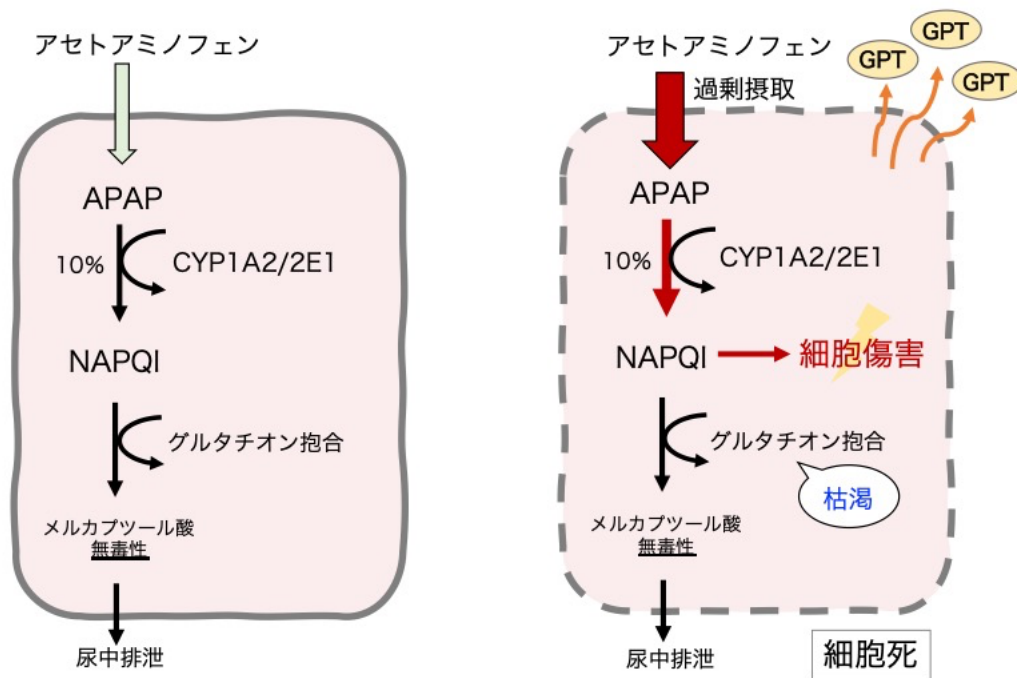 アセトアミノフェン
APAP
10%
CYP1A2/2E1
NAPQI
グルタチオン抱合
メルカプツール酸
無毒性
尿中排泄
アセトアミノフェン
過剰摂取
GPT
GPT
GPT
APAP
10%
CYP1A2/2E1
NAPQI
細胞傷害
グルタチオン抱合
枯渇
メルカプツール酸
無毒性
尿中排泄
細胞死